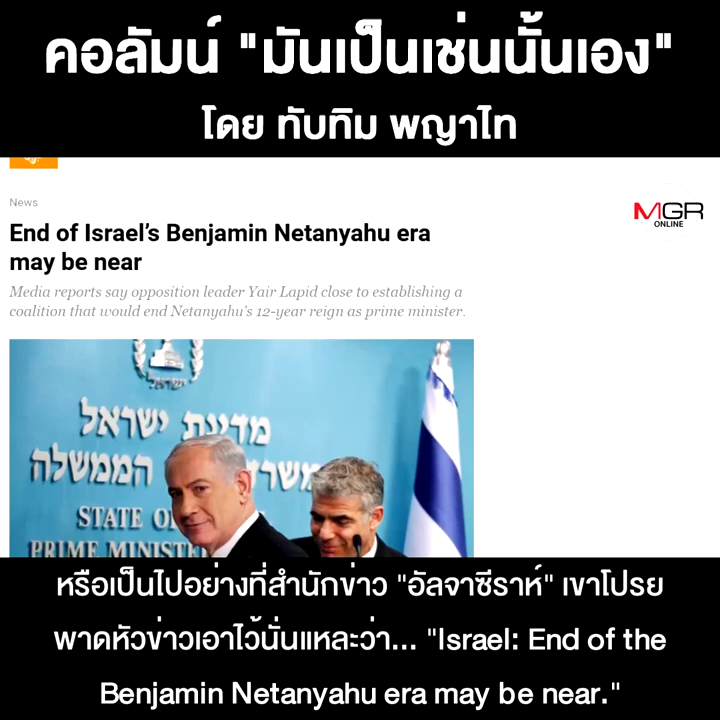 คอลัมน์ "มันเป็นเช่นนั้นเอง"
โดย ทับทิม พญาไท
News
MGR
ONLINE
End of Israel's Benjamin Netanyahu era
may be near
Media reports say opposition leader Yair Lapid close to establishing a
coalition that would end Netanyahu's 12-year reign as prime minister.
מדינת ישראל
משרד הממשלה
STATE O
PRIME MINIST
หรือเป็นไปอย่างที่สำนักข่าว "อัลจาซีราห์" เขาโปรย
พาดหัวข่าวเอาไว้นั่นแหละว่า... "Israel: End of the
Benjamin Netanyahu era may be near."